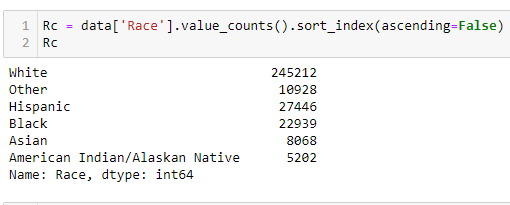 1 Rc = data['Race'].value_counts().sort_index(ascending=False)
2 Rc
White 245212
Other 10928
Hispanic 27446
Black 22939
Asian 8068
American Indian/Alaskan Native 5202
Name: Race, dtype: int64